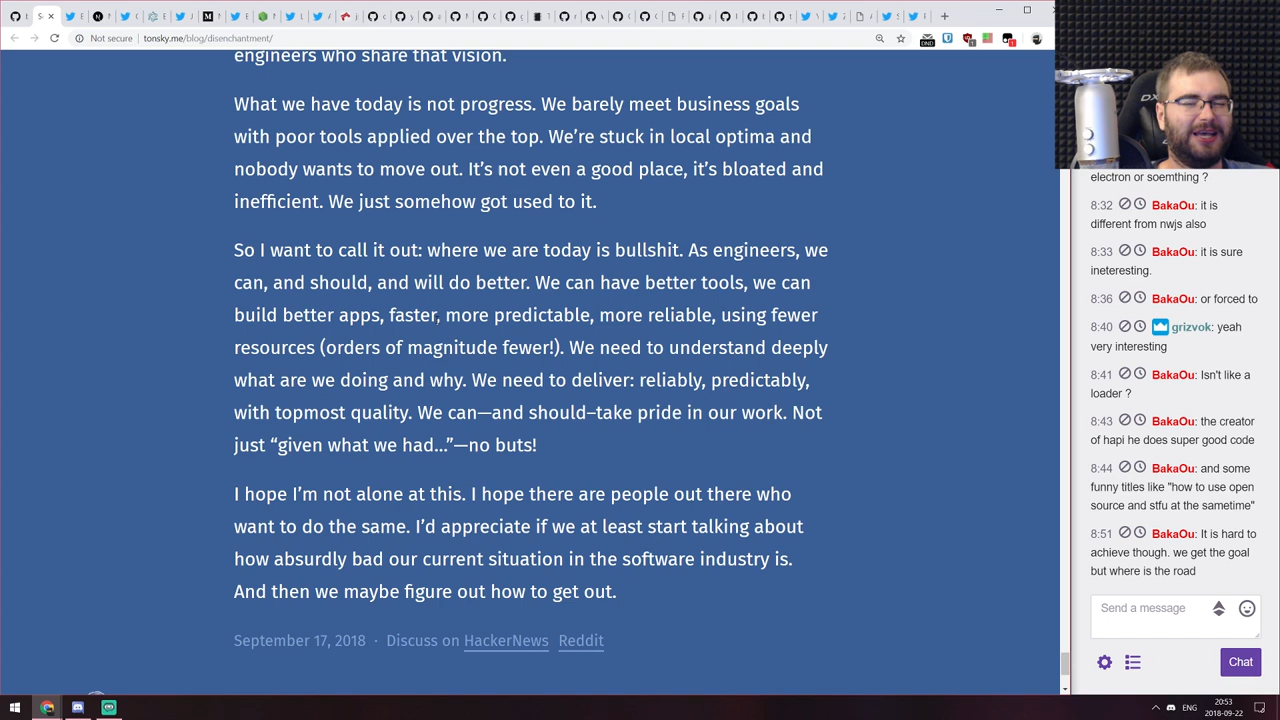 Not secure | tonsky.me/blog/disenchantment/
engineers who share that vision.
What we have today is not progress. We barely meet business goals
with poor tools applied over the top. We’re stuck in local optima and
nobody wants to move out. It’s not even a good place, it’s bloated and
inefficient. We just somehow got used to it.
So I want to call it out: where we are today is bullshit. As engineers, we
can, and should, and will do better. We can have better tools, we can
build better apps, faster, more predictable, more reliable, using fewer
resources (orders of magnitude fewer!). We need to understand deeply
what are we doing and why. We need to deliver: reliably, predictably,
with topmost quality. We can—and should–take pride in our work. Not
just “given what we had…”—no buts!
I hope I’m not alone at this. I hope there are people out there who
want to do the same. I’d appreciate if we at least start talking about
how absurdly bad our current situation in the software industry is.
And then we maybe figure out how to get out.
September 17, 2018 · Discuss on HackerNews Reddit
electron or soemthing ?
8:32 BakaOu: it is
different from nwjs also
8:33 BakaOu: it is sure
ineteresting.
8:36 BakaOu: or forced to
8:40 grizvok: yeah
very interesting
8:41 BakaOu: Isn't like a
loader ?
8:43 BakaOu: the creator
of hapi he does super good code
8:44 BakaOu: and some
funny titles like "how to use open
source and stfu at the sametime"
8:51 BakaOu: It is hard to
achieve though. we get the goal
but where is the road
Send a message
Chat
ENG
20:53
2018-09-22